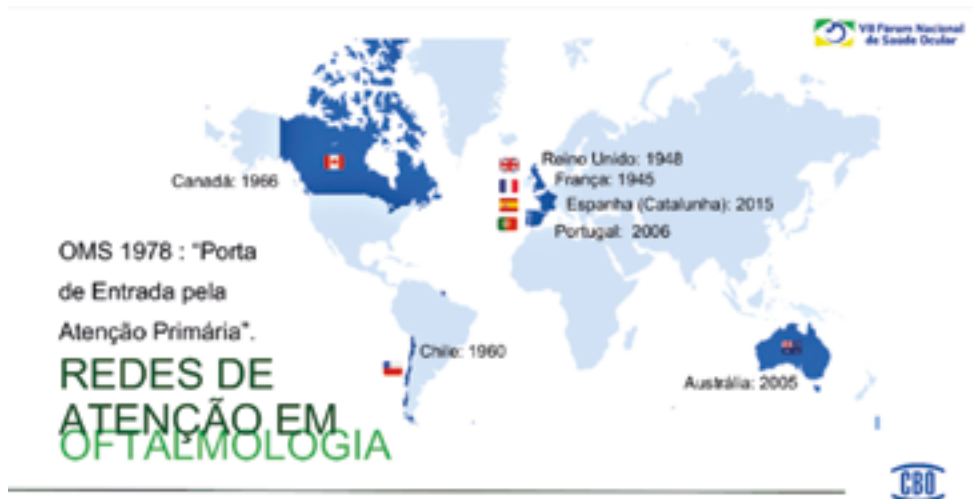 VII Fórum Nacional
de Saúde Ocular
Canadá: 1966
Reino Unido: 1948
França: 1945
Espanha (Catalunha): 2015
Portugal: 2006
OMS 1978 : "Porta
de Entrada pela
Atenção Primária".
Chile: 1960
Austrália: 2005
REDES DE
ATENÇÃO EM
OFTALMOLOGIA
CBO